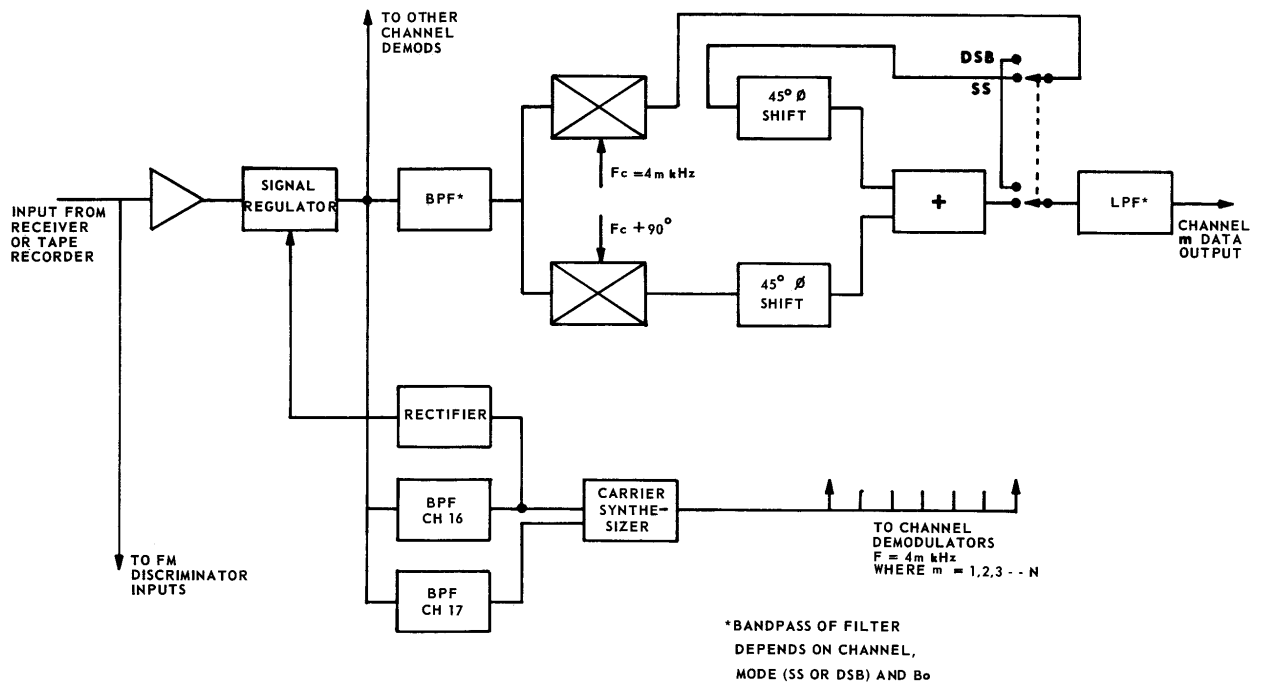 TO OTHER
CHANNEL
DEMODS
DSB
SS
45° Ø
SHIFT
Fc = 4m kHz
SIGNAL
REGULATOR
BPF*
+
LPF*
INPUT FROM
RECEIVER
OR TAPE
RECORDER
Fc + 90°
CHANNEL
m DATA
OUTPUT
45° Ø
SHIFT
RECTIFIER
BPF
CH 16
CARRIER
SYNTHE-
SIZER
TO CHANNEL
DEMODULATORS
F = 4m kHz
WHERE m = 1,2,3 - - N
TO FM
DISCRIMINATOR
INPUTS
BPF
CH 17
*BANDPASS OF FILTER
DEPENDS ON CHANNEL,
MODE (SS OR DSB) AND Bo